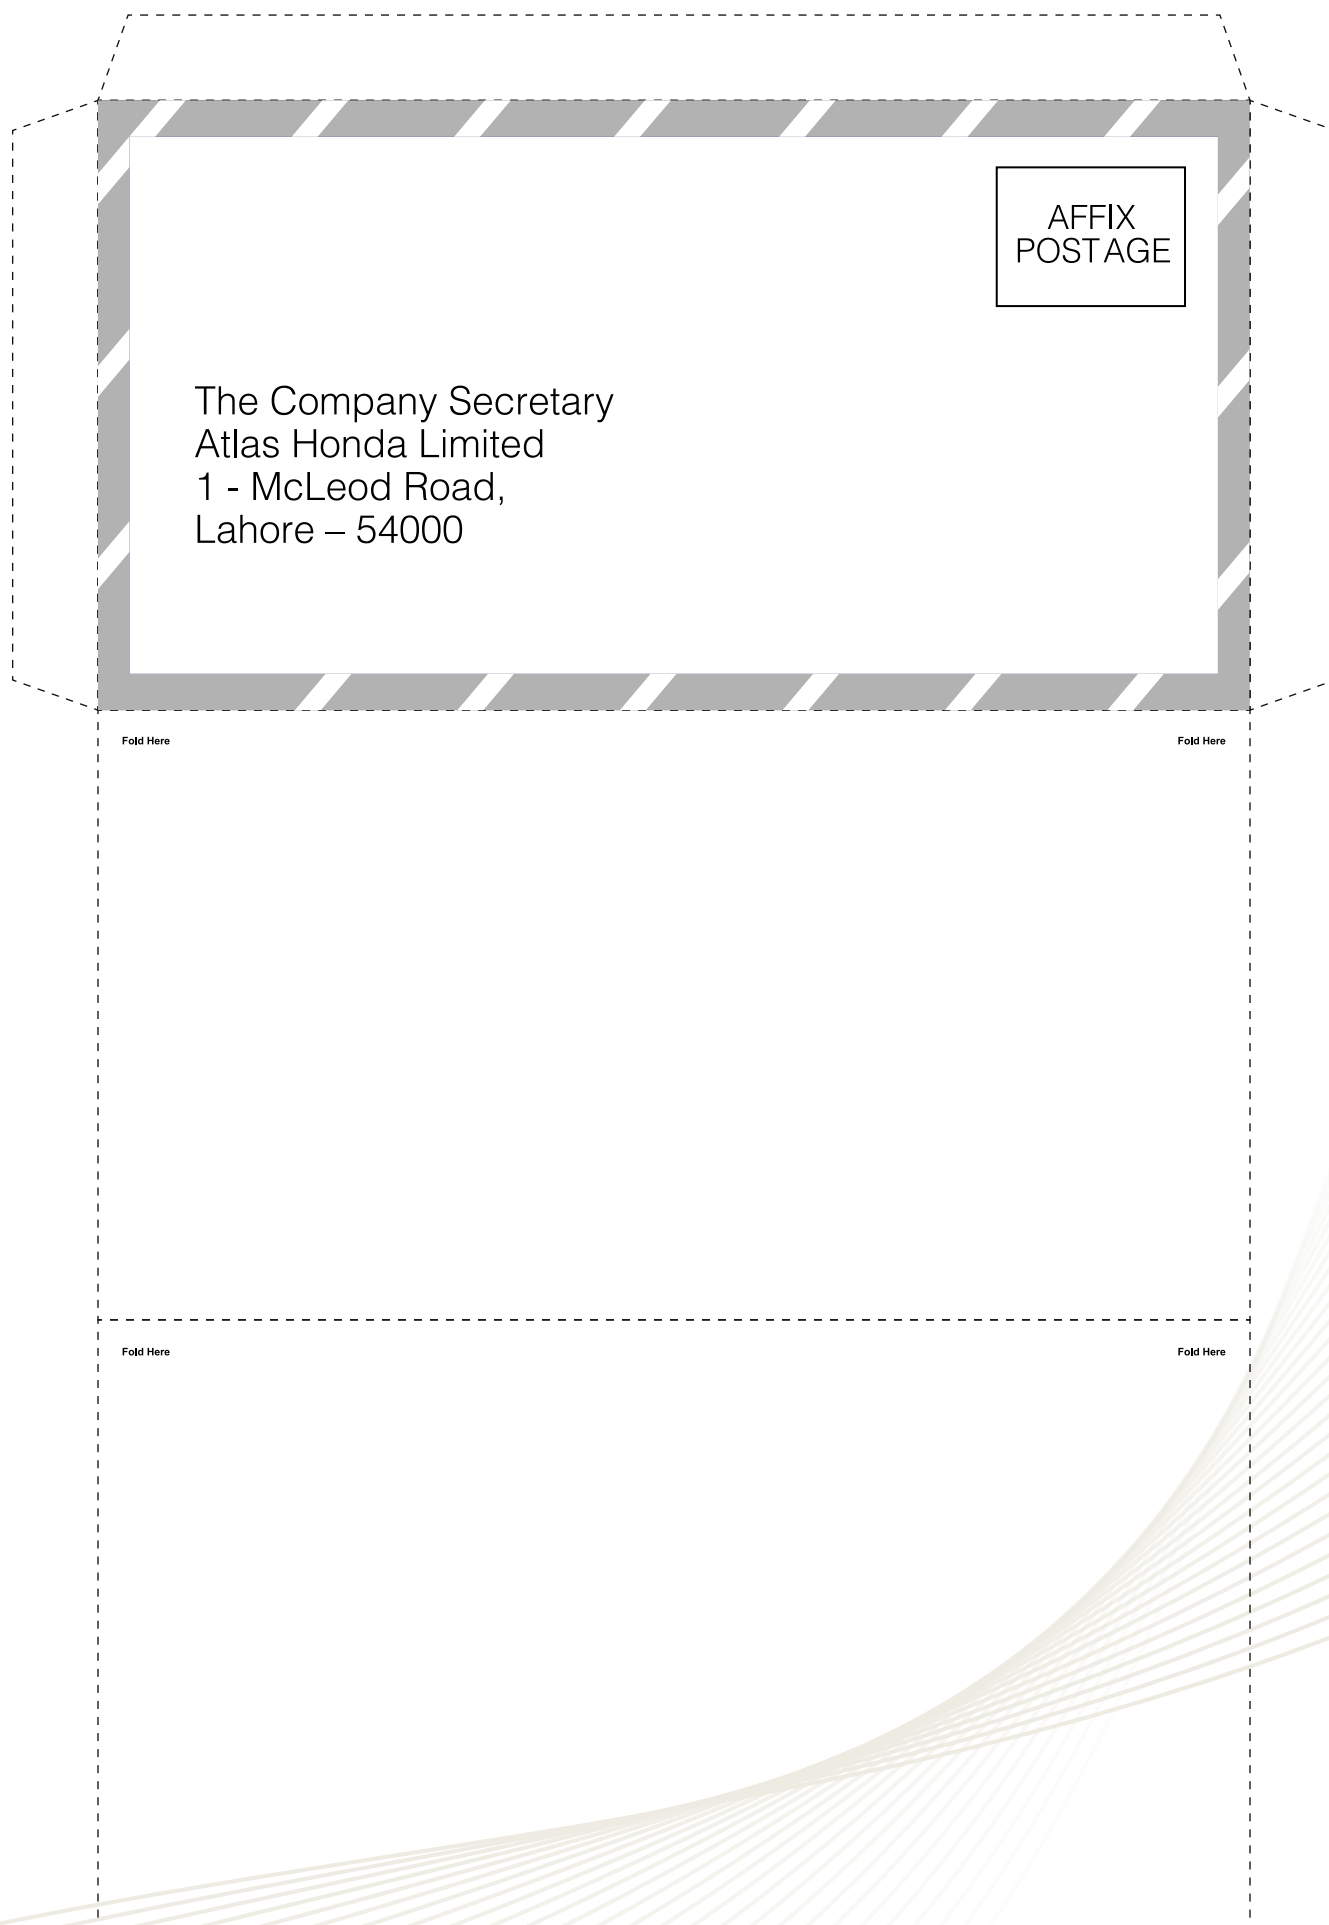 AFFIX
POSTAGE
The Company Secretary
Atlas Honda Limited
1 - McLeod Road,
Lahore – 54000
Fold Here
Fold Here
Fold Here
Fold Here